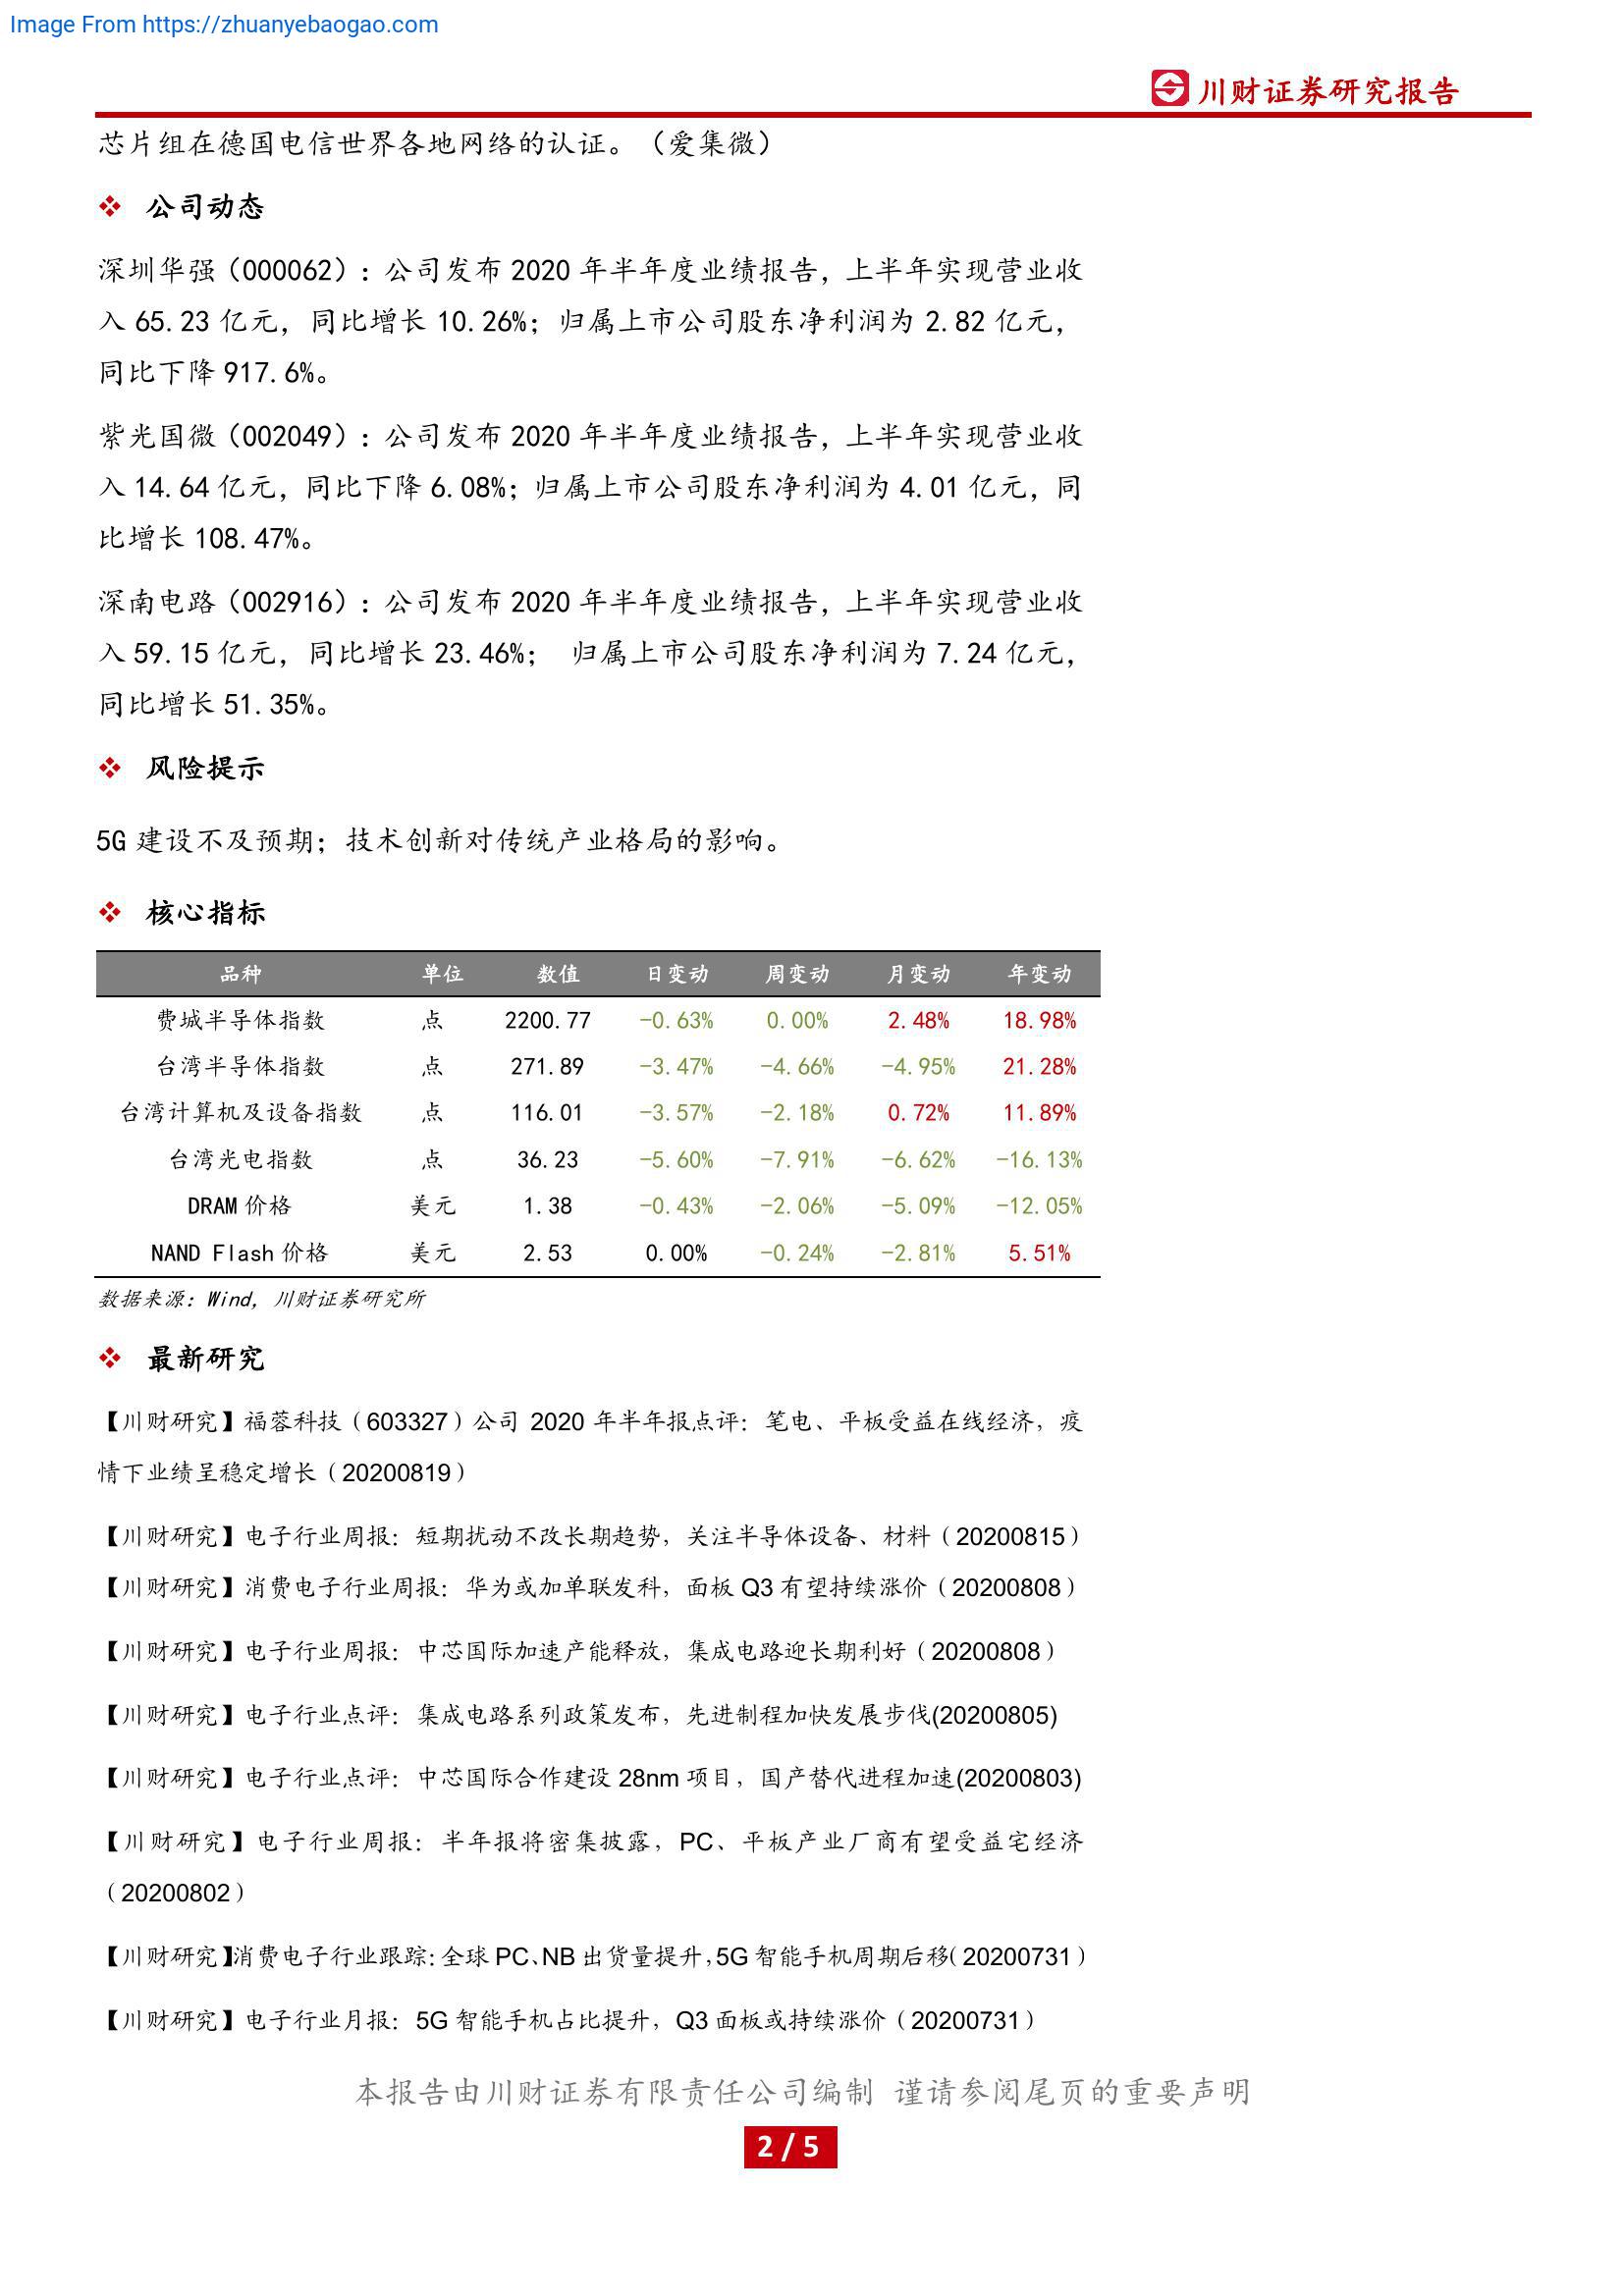 Image From https://zhuanyebaogao.com
川财证券研究报告
芯片组在德国电信世界各地网络的认证。（爱集微）
❖ 公司动态
深圳华强（000062）：公司发布 2020 年半年度业绩报告，上半年实现营业收
入 65.23 亿元，同比增长 10.26%；归属上市公司股东净利润为 2.82 亿元，
同比下降 917.6%。
紫光国微（002049）：公司发布 2020 年半年度业绩报告，上半年实现营业收
入 14.64 亿元，同比下降 6.08%；归属上市公司股东净利润为 4.01 亿元，同
比增长 108.47%。
深南电路（002916）：公司发布 2020 年半年度业绩报告，上半年实现营业收
入 59.15 亿元，同比增长 23.46%； 归属上市公司股东净利润为 7.24 亿元，
同比增长 51.35%。
❖ 风险提示
5G 建设不及预期；技术创新对传统产业格局的影响。
❖ 核心指标
品种 单位 数值 日变动 周变动 月变动 年变动
费城半导体指数 点 2200.77 -0.63% 0.00% 2.48% 18.98%
台湾半导体指数 点 271.89 -3.47% -4.66% -4.95% 21.28%
台湾计算机及设备指数 点 116.01 -3.57% -2.18% 0.72% 11.89%
台湾光电指数 点 36.23 -5.60% -7.91% -6.62% -16.13%
DRAM 价格 美元 1.38 -0.43% -2.06% -5.09% -12.05%
NAND Flash 价格 美元 2.53 0.00% -0.24% -2.81% 5.51%
数据来源：Wind，川财证券研究所
❖ 最新研究
【川财研究】福蓉科技（603327）公司 2020 年半年报点评：笔电、平板受益在线经济，疫
情下业绩呈稳定增长（20200819）
【川财研究】电子行业周报：短期扰动不改长期趋势，关注半导体设备、材料（20200815）
【川财研究】消费电子行业周报：华为或加单联发科，面板 Q3 有望持续涨价（20200808）
【川财研究】电子行业周报：中芯国际加速产能释放，集成电路迎长期利好（20200808）
【川财研究】电子行业点评：集成电路系列政策发布，先进制程加快发展步伐(20200805)
【川财研究】电子行业点评：中芯国际合作建设 28nm 项目，国产替代进程加速(20200803)
【川财研究】电子行业周报：半年报将密集披露，PC、平板产业厂商有望受益宅经济
（20200802）
【川财研究】消费电子行业跟踪：全球 PC、NB 出货量提升，5G 智能手机周期后移（20200731）
【川财研究】电子行业月报：5G 智能手机占比提升，Q3 面板或持续涨价（20200731）
本报告由川财证券有限责任公司编制 谨请参阅尾页的重要声明
2 / 5